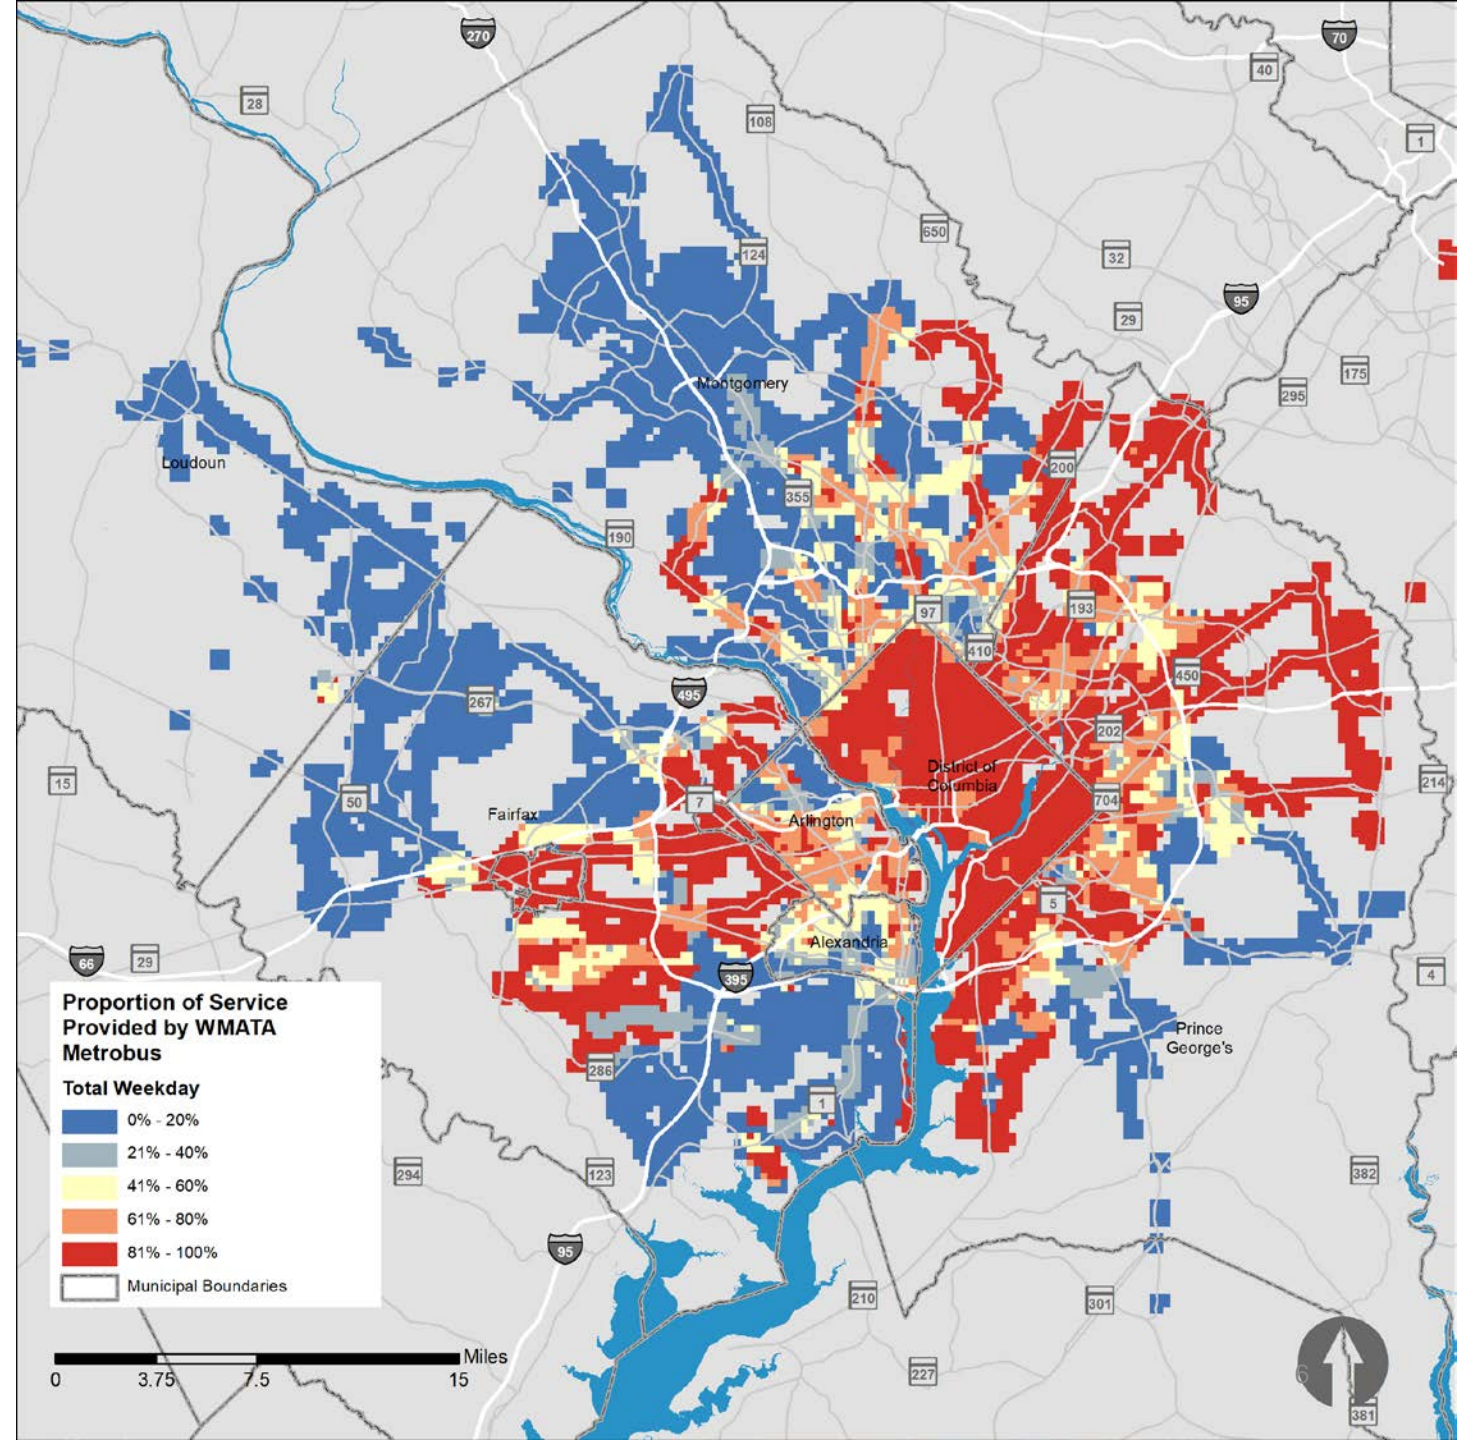 270
70
40
28
108
1
650
124
32
95
29
175
295
Montgomery
Loudoun
200
355
190
97
193
410
450
495
267
202
District of
Columbia
15
214
50
7
704
Fairfax
Arlington
5
Alexandria
66
29
395
4
Proportion of Service
Provided by WMATA
Metrobus
Total Weekday
0% - 20%
21% - 40%
41% - 60%
61% - 80%
81% - 100%
Municipal Boundaries
Prince
George's
286
1
294
123
382
95
210
301
Miles
0 3.75 7.5 15
227
6
381